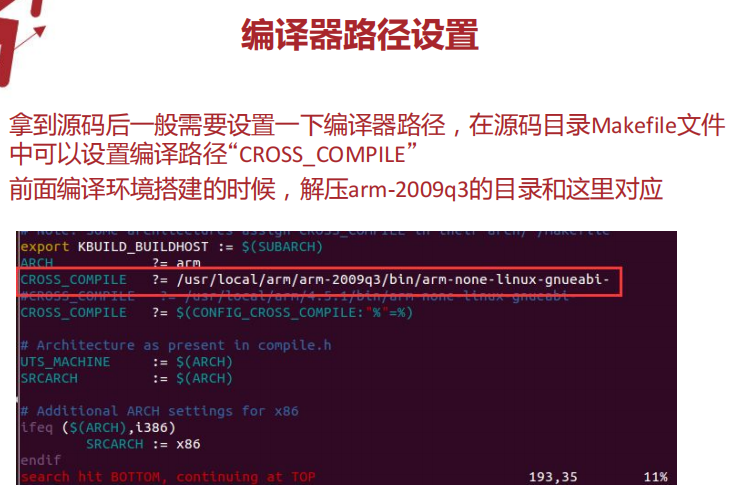 编译器路径设置
拿到源码后一般需要设置一下编译器路径，在源码目录Makefile文件
中可以设置编译路径“CROSS_COMPILE”
前面编译环境搭建的时候，解压arm-2009q3的目录和这里对应
# Note: Some architectures assign CROSS_COMPILE in their arch/*/Makefile
export KBUILD_BUILDHOST := $(SUBARCH)
ARCH ?= arm
CROSS_COMPILE ?= /usr/local/arm/arm-2009q3/bin/arm-none-linux-gnueabi-
#CROSS_COMPILE ?= /usr/local/arm/4.5.1/bin/arm-none-linux-gnueabi-
CROSS_COMPILE ?= $(CONFIG_CROSS_COMPILE:"%"=%)
# Architecture as present in compile.h
UTS_MACHINE := $(ARCH)
SRCARCH := $(ARCH)
# Additional ARCH settings for x86
ifeq ($(ARCH),i386)
SRCARCH := x86
endif
search hit BOTTOM, continuing at TOP 193,35 11%